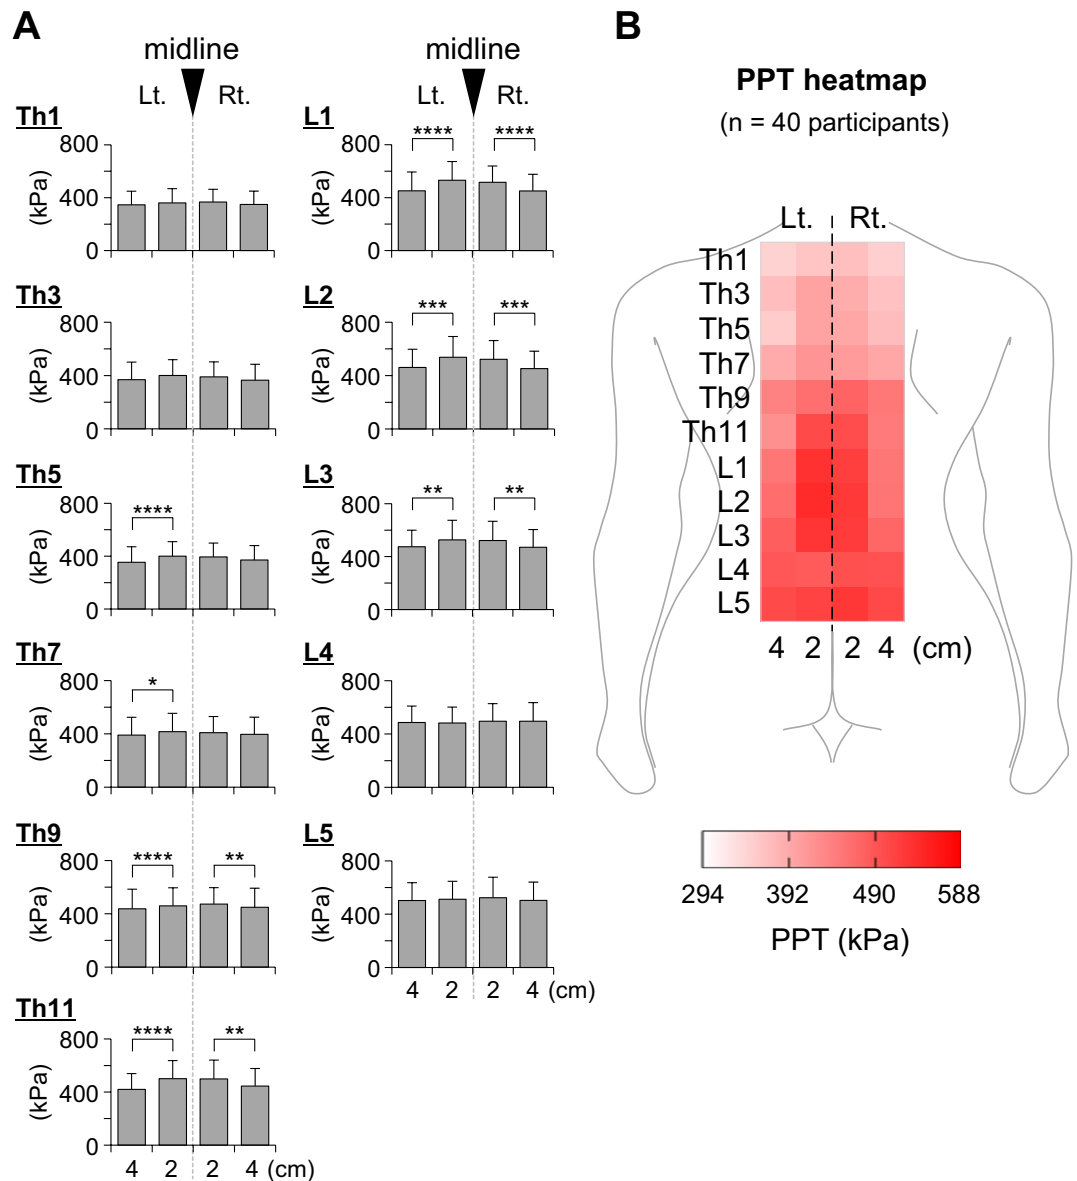 A
midline
Lt. Rt.
Th1
800
400
0
(kPa)
Th3
800
400
0
(kPa)
Th5
****
800
400
0
(kPa)
Th7
*
800
400
0
(kPa)
Th9
**** **
800
400
0
(kPa)
Th11
**** **
800
400
0
(kPa)
4 2 2 4 (cm)
midline
Lt. Rt.
L1
**** ****
800
400
0
(kPa)
L2
*** ***
800
400
0
(kPa)
L3
** **
800
400
0
(kPa)
L4
800
400
0
(kPa)
L5
800
400
0
(kPa)
4 2 2 4 (cm)
B
PPT heatmap
(n = 40 participants)
Lt. Rt.
Th1
Th3
Th5
Th7
Th9
Th11
L1
L2
L3
L4
L5
4 2 2 4 (cm)
294 392 490 588
PPT (kPa)